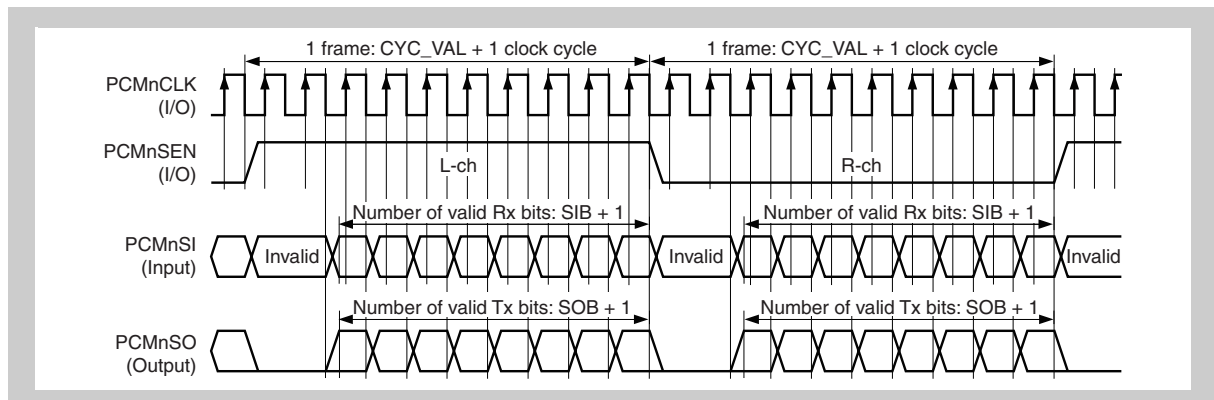 1 frame: CYC_VAL + 1 clock cycle
1 frame: CYC_VAL + 1 clock cycle
PCMnCLK
(I/O)
PCMnSEN
(I/O)
L-ch
R-ch
Number of valid Rx bits: SIB + 1
Number of valid Rx bits: SIB + 1
PCMnSI
(Input)
Invalid
Invalid
Invalid
Number of valid Tx bits: SOB + 1
Number of valid Tx bits: SOB + 1
PCMnSO
(Output)